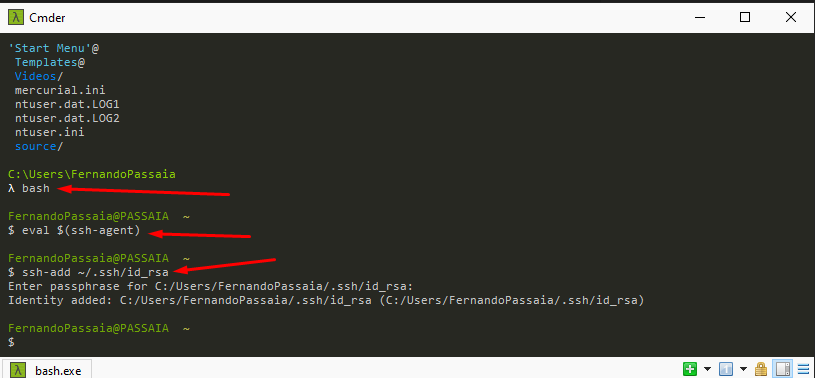 λ Cmder
'Start Menu'@
Templates@
Videos/
mercurial.ini
ntuser.dat.LOG1
ntuser.dat.LOG2
ntuser.ini
source/
C:\Users\FernandoPassaia
λ bash
FernandoPassaia@PASSAIA ~
$ eval $(ssh-agent)
FernandoPassaia@PASSAIA ~
$ ssh-add ~/.ssh/id_rsa
Enter passphrase for C:/Users/FernandoPassaia/.ssh/id_rsa:
Identity added: C:/Users/FernandoPassaia/.ssh/id_rsa (C:/Users/FernandoPassaia/.ssh/id_rsa)
FernandoPassaia@PASSAIA ~
$
λ bash.exe